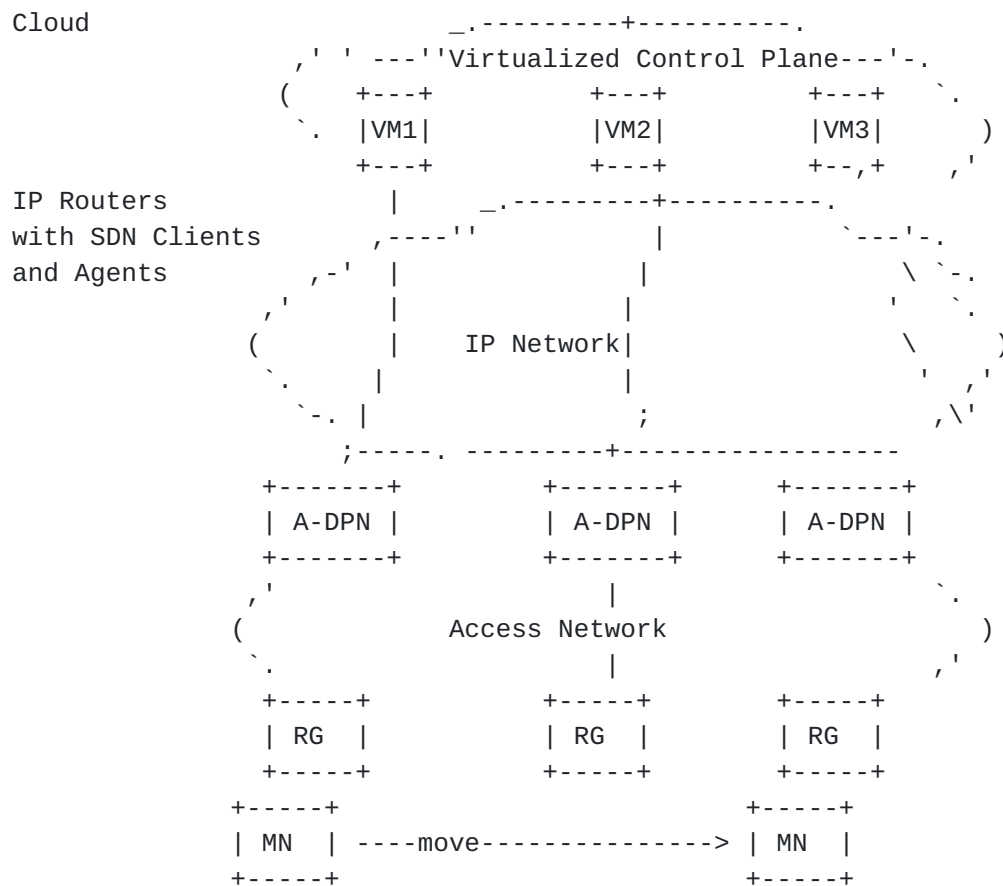 Cloud
Virtualized Control Plane
VM1 VM2 VM3
IP Routers
with SDN Clients
and Agents
IP Network
A-DPN A-DPN A-DPN
Access Network
RG RG RG
MN ----move---------------> MN